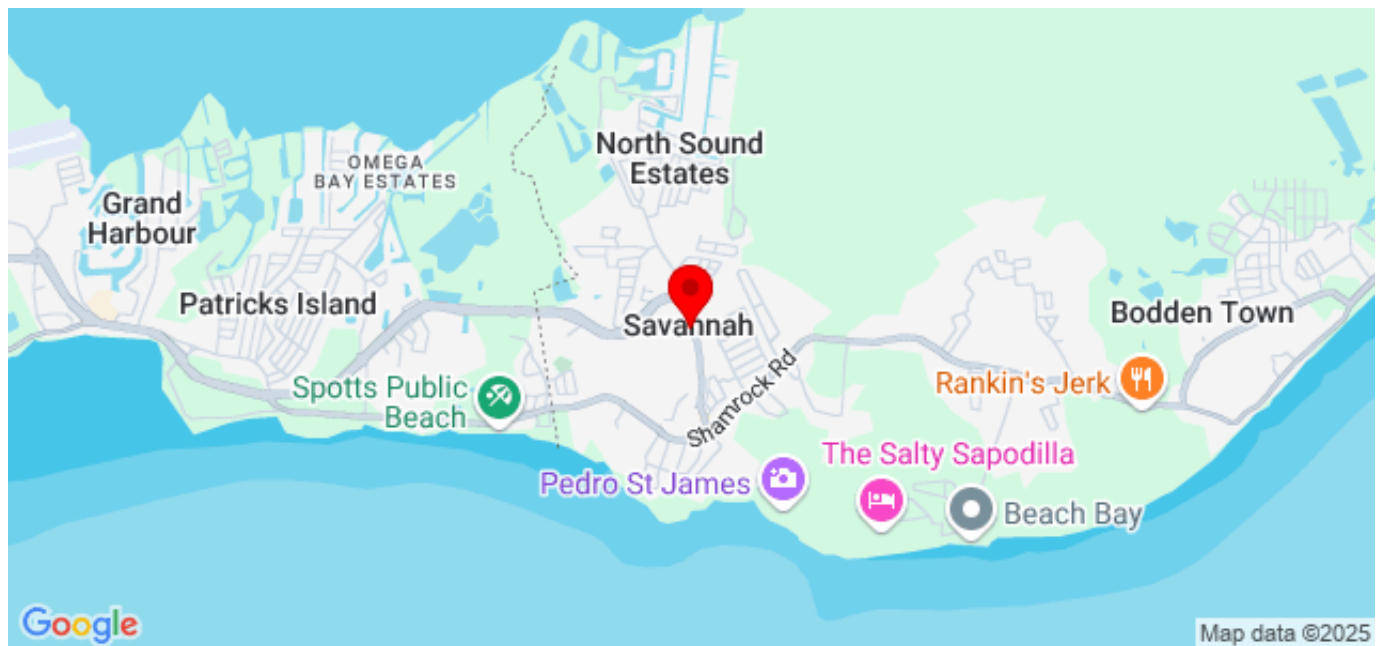 North Sound
Estates
OMEGA
BAY ESTATES
Grand
Harbour
Patricks Island
Savannah
Bodden Town
Spotts Public
Beach
Shamrock Rd
Rankin's Jerk
The Salty Sapodilla
Pedro St James
Beach Bay
Google
Map data ©2025